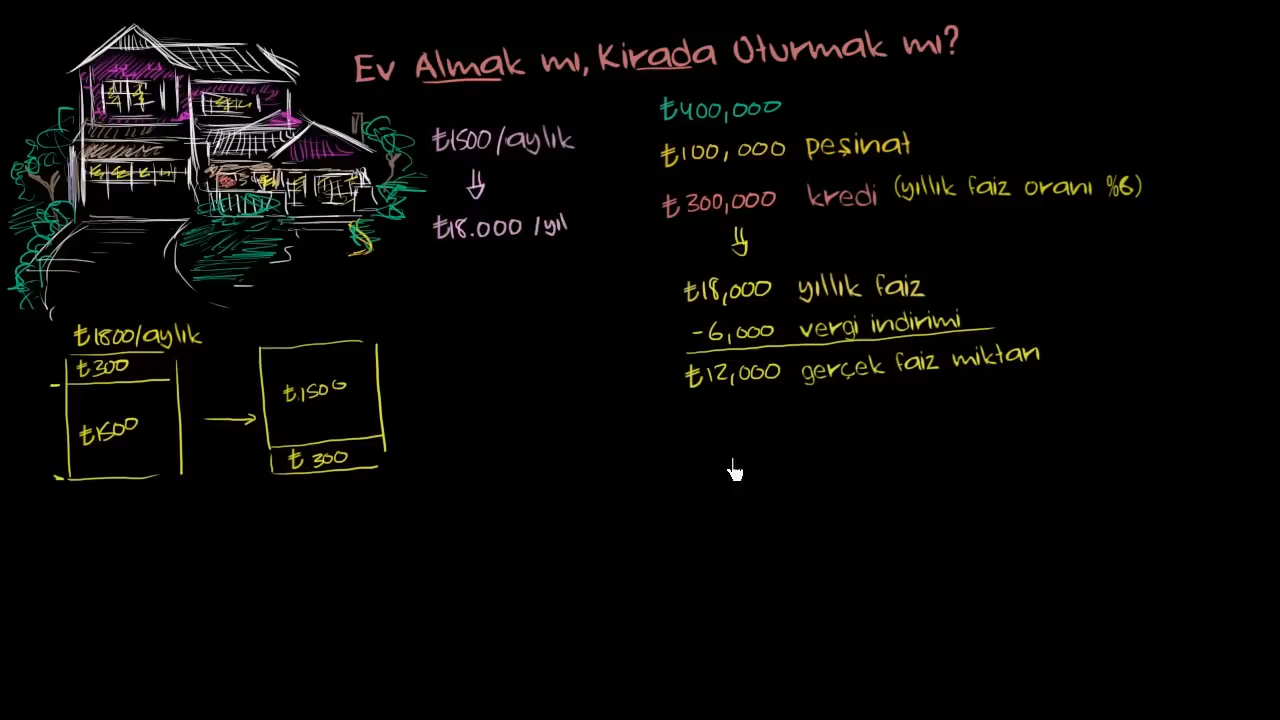 Ev Almak mı, Kirada Oturmak mı?
₺1500/aylık
₺18.000/yıl
₺400,000
₺100,000 peşinat
₺300,000 kredi (yıllık faiz oranı %6)
₺18,000 yıllık faiz
-6,000 vergi indirimi
₺12,000 gerçek faiz miktarı
₺1800/aylık
₺300
₺1500
₺1500
₺300